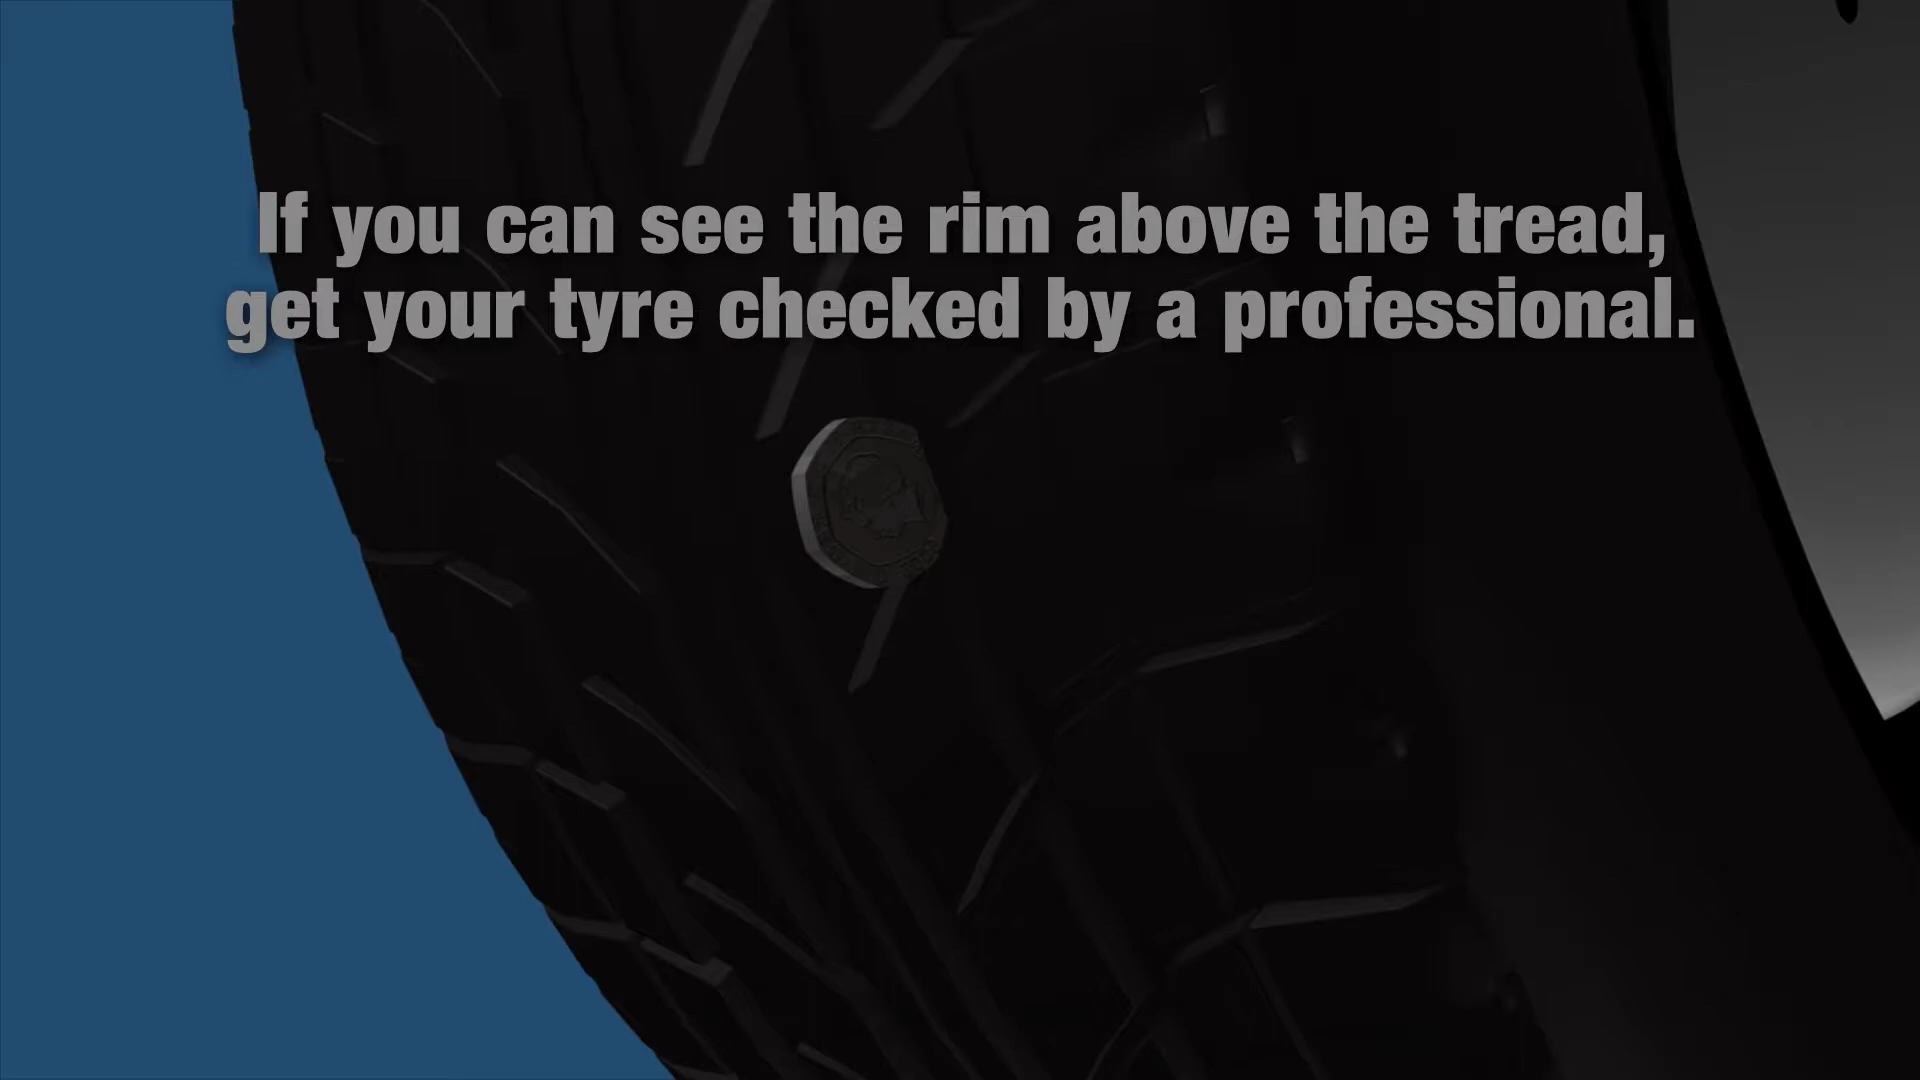 If you can see the rim above the tread,
get your tyre checked by a professional.